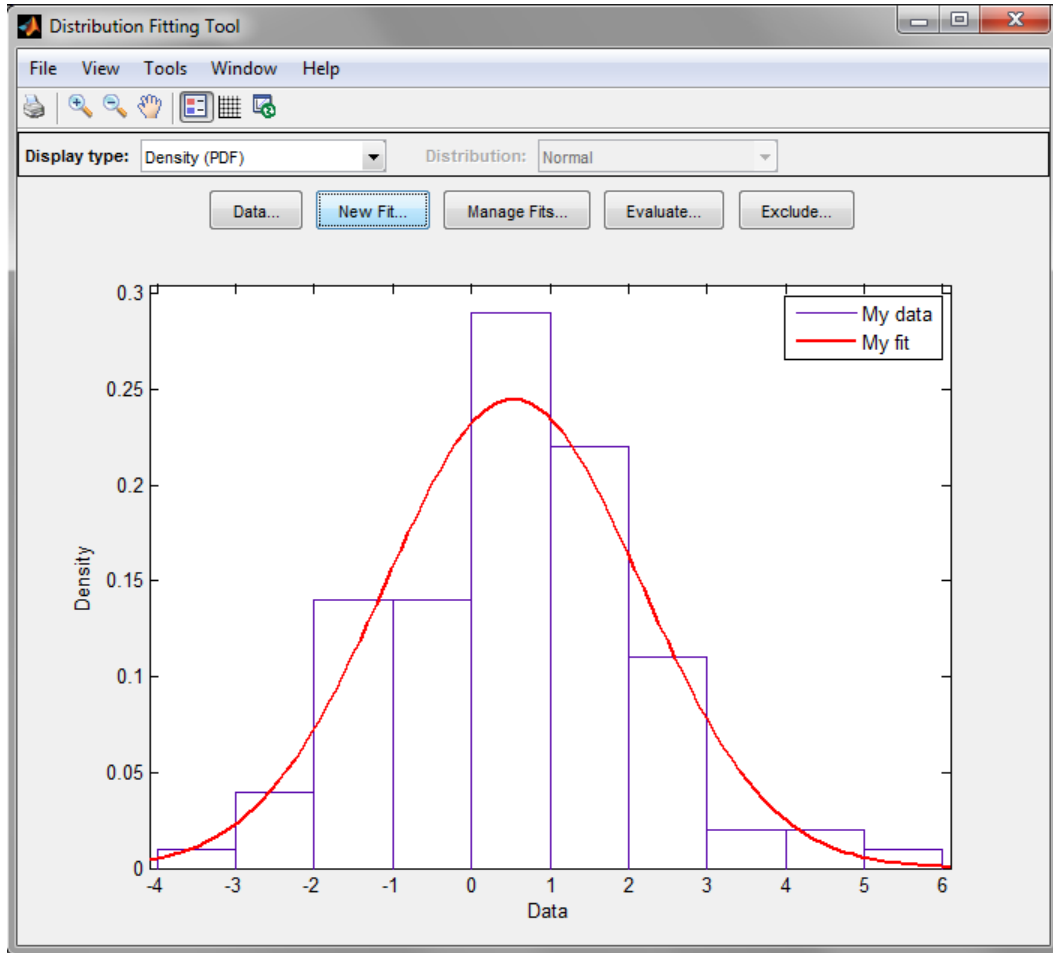 Distribution Fitting Tool
File View Tools Window Help
Display type: Density (PDF) Distribution: Normal
Data... New Fit... Manage Fits... Evaluate... Exclude...
My data
My fit
0.3
0.25
0.2
0.15
0.1
0.05
0
Density
-4 -3 -2 -1 0 1 2 3 4 5 6
Data